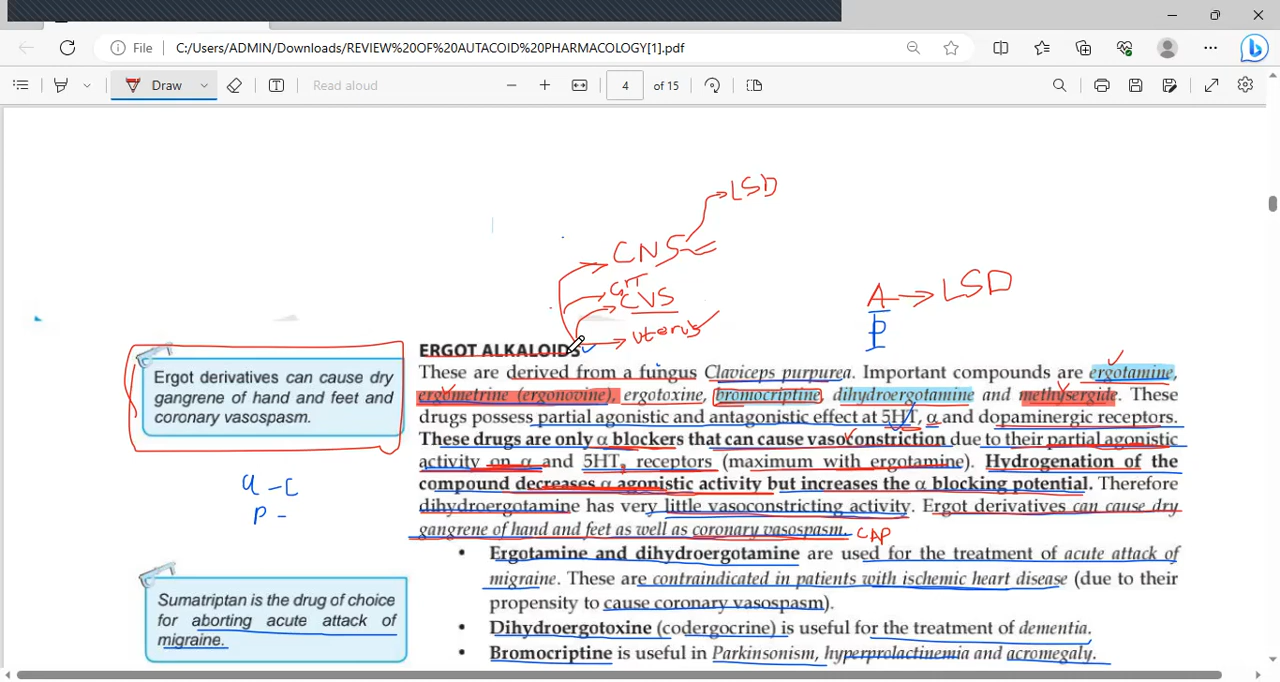 File C:/Users/ADMIN/Downloads/REVIEW%20OF%20AUTACOID%20PHARMACOLOGY[1].pdf
Draw Read aloud 4 of 15
LSD
CNS
GIT
CVS
uterus
A → LSD
P
ERGOT ALKALOIDS
These are derived from a fungus Claviceps purpurea. Important compounds are ergotamine,
ergometrine (ergonovine), ergotoxine, bromocriptine, dihydroergotamine and methysergide. These
drugs possess partial agonistic and antagonistic effect at 5HT, α and dopaminergic receptors.
These drugs are only α blockers that can cause vasoconstriction due to their partial agonistic
activity on α and 5HT, receptors (maximum with ergotamine). Hydrogenation of the
compound decreases α agonistic activity but increases the α blocking potential. Therefore
dihydroergotamine has very little vasoconstricting activity. Ergot derivatives can cause dry
gangrene of hand and feet as well as coronary vasospasm.
CAP
• Ergotamine and dihydroergotamine are used for the treatment of acute attack of
migraine. These are contraindicated in patients with ischemic heart disease (due to their
propensity to cause coronary vasospasm).
• Dihydroergotoxine (codergocrine) is useful for the treatment of dementia.
• Bromocriptine is useful in Parkinsonism, hyperprolactinemia and acromegaly.
Ergot derivatives can cause dry
gangrene of hand and feet and
coronary vasospasm.
P -
Sumatriptan is the drug of choice
for aborting acute attack of
migraine.